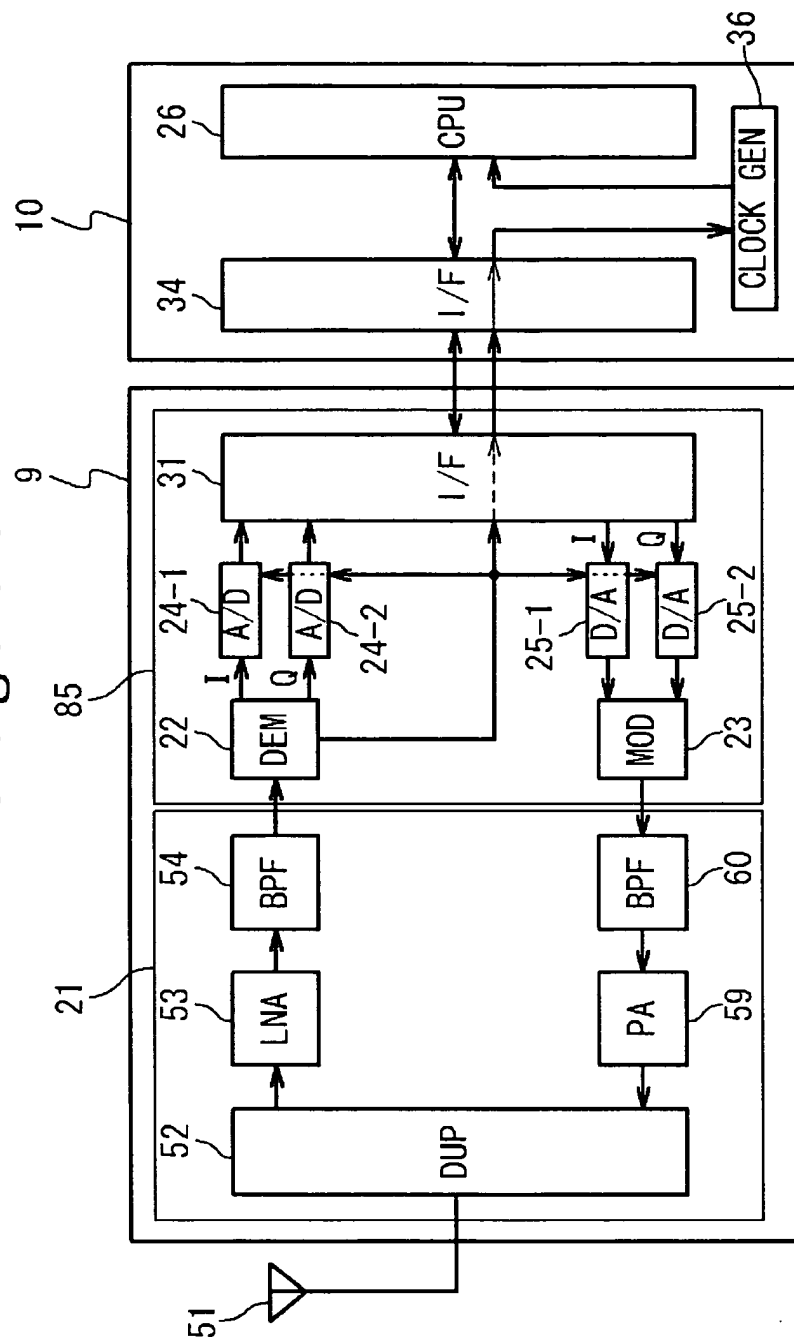 9
10
21
85
52
53
54
22
24-1
31
34
26
51
LNA
BPF
DEM
I
A/D
Q
A/D
24-2
DUP
I/F
I/F
CPU
25-1
I
D/A
Q
D/A
PA
BPF
MOD
59
60
23
25-2
CLOCK GEN
36